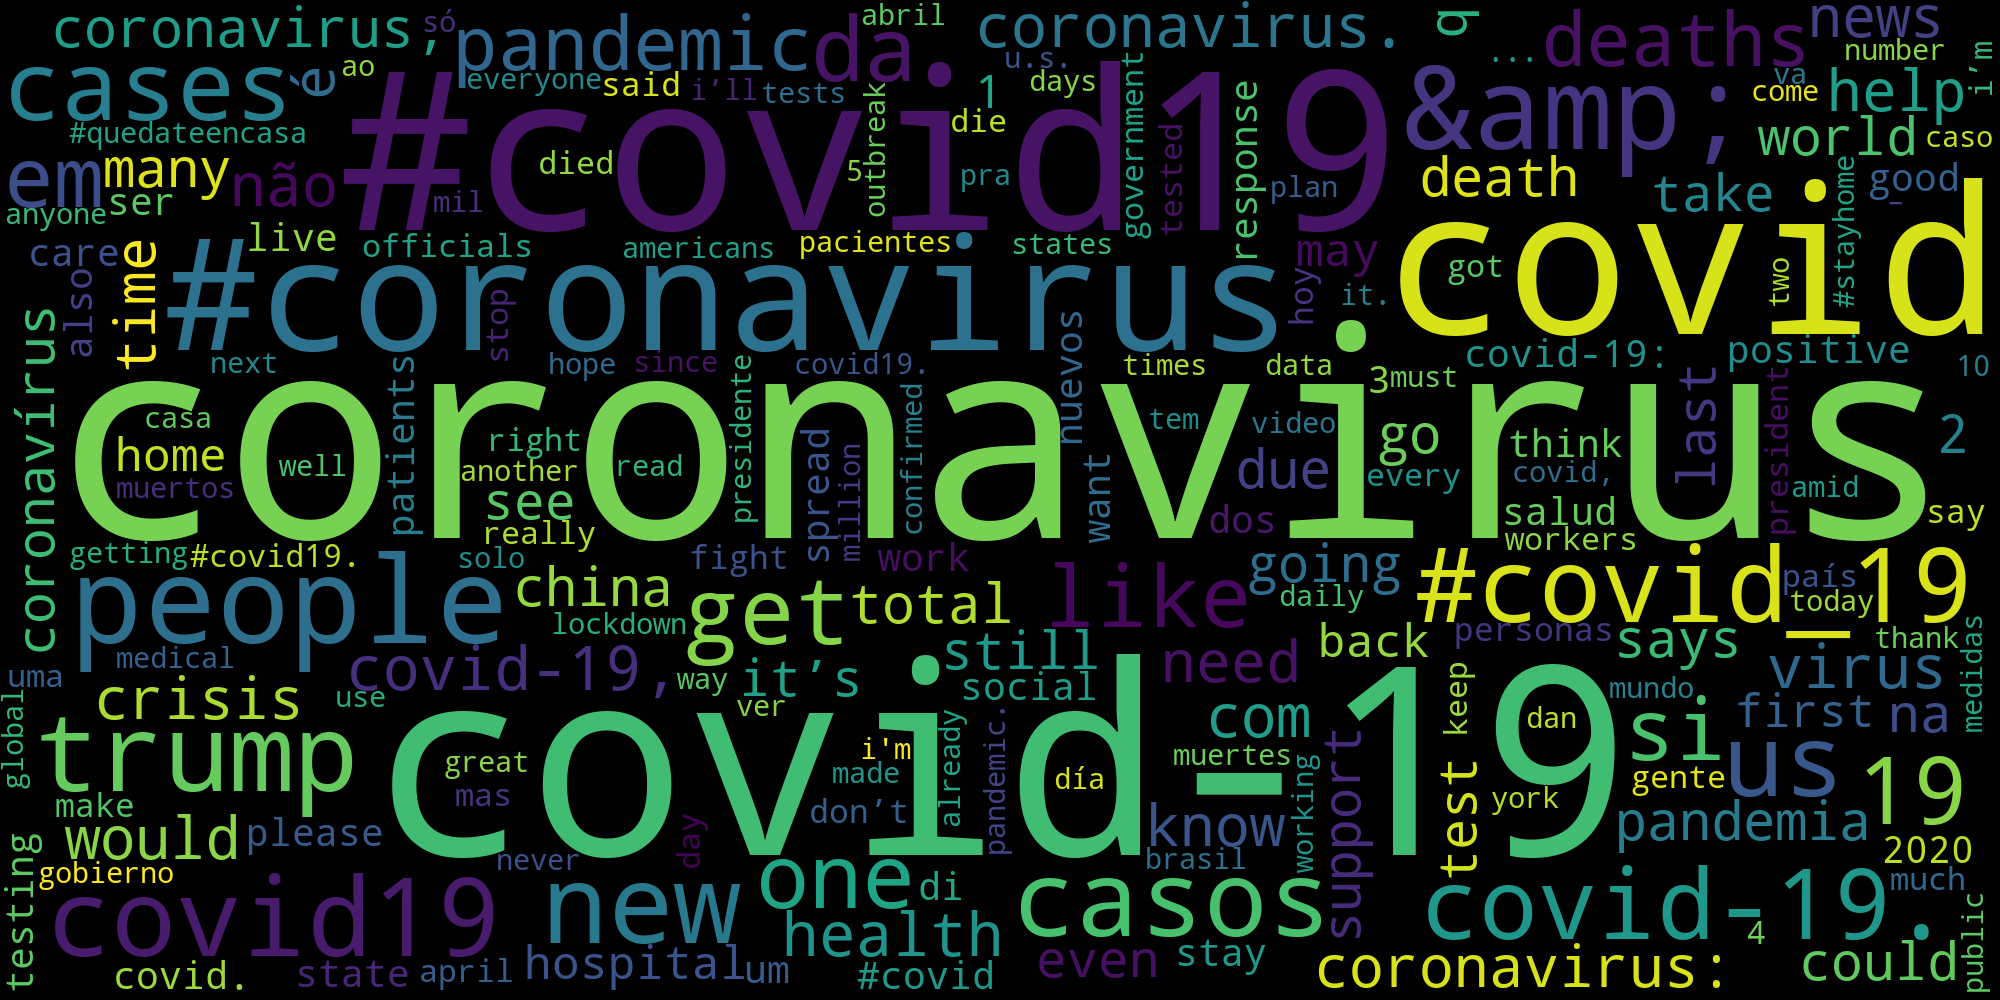 coronavirus,
só
pandemic
da.
abril
coronavirus.
u.s.
q
...
deaths
news
number
i'm
cases
é
ao
everyone
said
i’ll
tests
outbreak
1
days
government
response
&amp;
va
come
help
#quedateencasa
#covid19
die
world
caso
em
many
não
died
5
pra
tested
plan
death
take
good
_
anyone
ser
mil
care
live
officials
americans
pacientes
states
may
covid
got
two
#stayhome
also
time
#coronavirus
stop
hoy
it.
next
hope
since
covid19.
times
data
3
must
covid-19:
positive
10
coronavírus
patients
presidente
confirmed
nuevos
coronavirus
casa
home
well
muertos
right
another
read
see
really
spread
million
want
tem
video
go
due
every
think
covid,
last
president
2
amid
dos
salud
workers
say
getting
#covid19.
solo
fight
work
going
people
china
get
total
like
daily
#covid_19
país
today
lockdown
medical
covid-19,
way
it’s
still
social
need
back
personas
says
thank
virus
medidas
uma
use
ver
crisis
com
mundo
first
na
global
trump
covid-19
i'm
great
mas
made
already
pandemic.
día
muertes
working
support
keep
dan
test
york
si
gente
us
19
make
would
please
don’t
know
pandemia
testing
gobierno
never
day
one
di
brasil
2020
much
covid19
new
health
casos
covid-19.
4
public
covid.
state
april
hospital
um
#covid
even
stay
coronavirus:
could